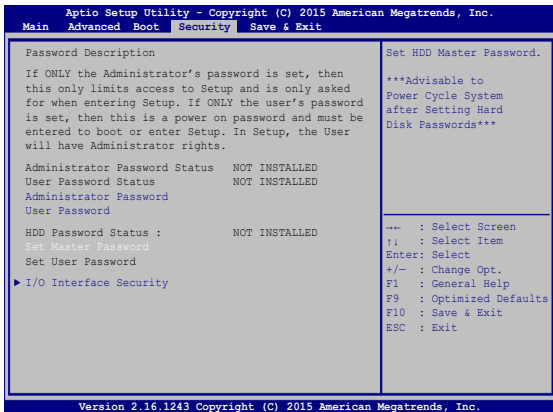 Aptio Setup Utility - Copyright (C) 2015 American Megatrends, Inc.
Main Advanced Boot Security Save & Exit
Password Description
If ONLY the Administrator's password is set, then
this only limits access to Setup and is only asked
for when entering Setup. If ONLY the user's password
is set, then this is a power on password and must be
entered to boot or enter Setup. In Setup, the User
will have Administrator rights.
Administrator Password Status NOT INSTALLED
User Password Status NOT INSTALLED
Administrator Password
User Password
HDD Password Status : NOT INSTALLED
Set Master Password
Set User Password
▶ I/O Interface Security
Set HDD Master Password.
***Advisable to
Power Cycle System
after Setting Hard
Disk Passwords***
→← : Select Screen
↑↓ : Select Item
Enter: Select
+/— : Change Opt.
F1 : General Help
F9 : Optimized Defaults
F10 : Save & Exit
ESC : Exit
Version 2.16.1243 Copyright (C) 2015 American Megatrends, Inc.